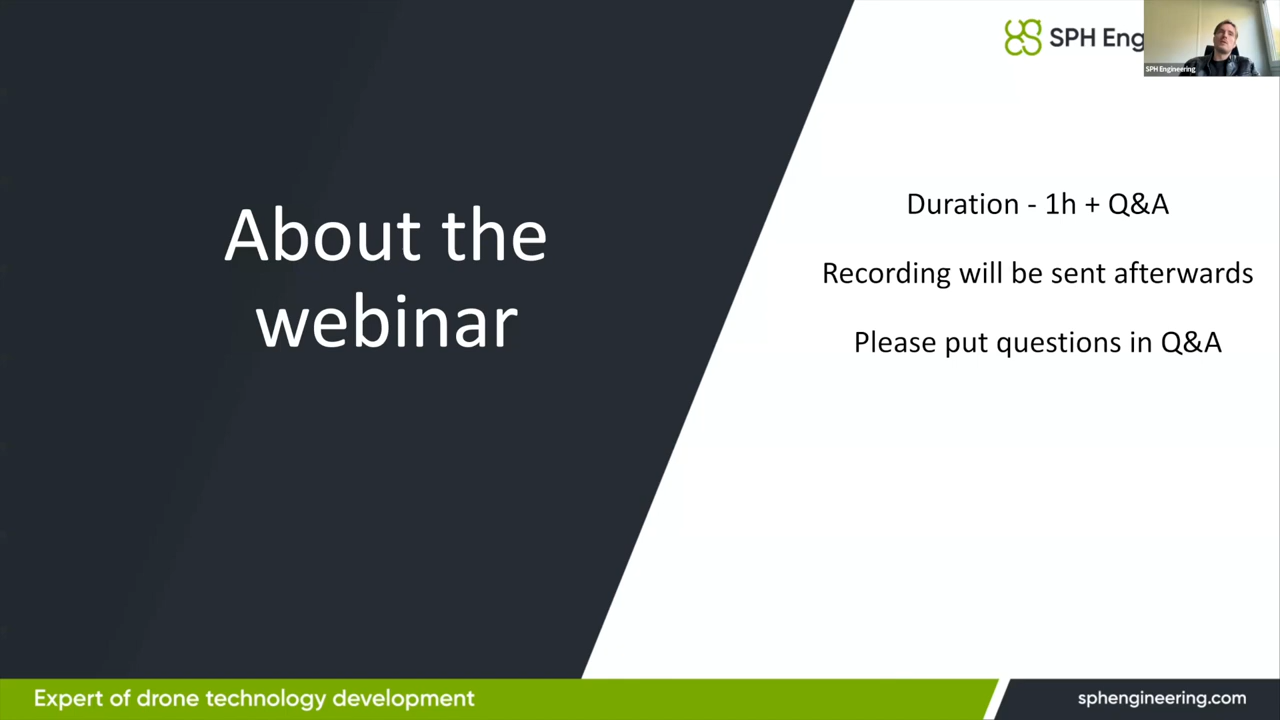 SPH Eng
SPH Engineering
About the
webinar
Duration - 1h + Q&A
Recording will be sent afterwards
Please put questions in Q&A
Expert of drone technology development
sphengineering.com